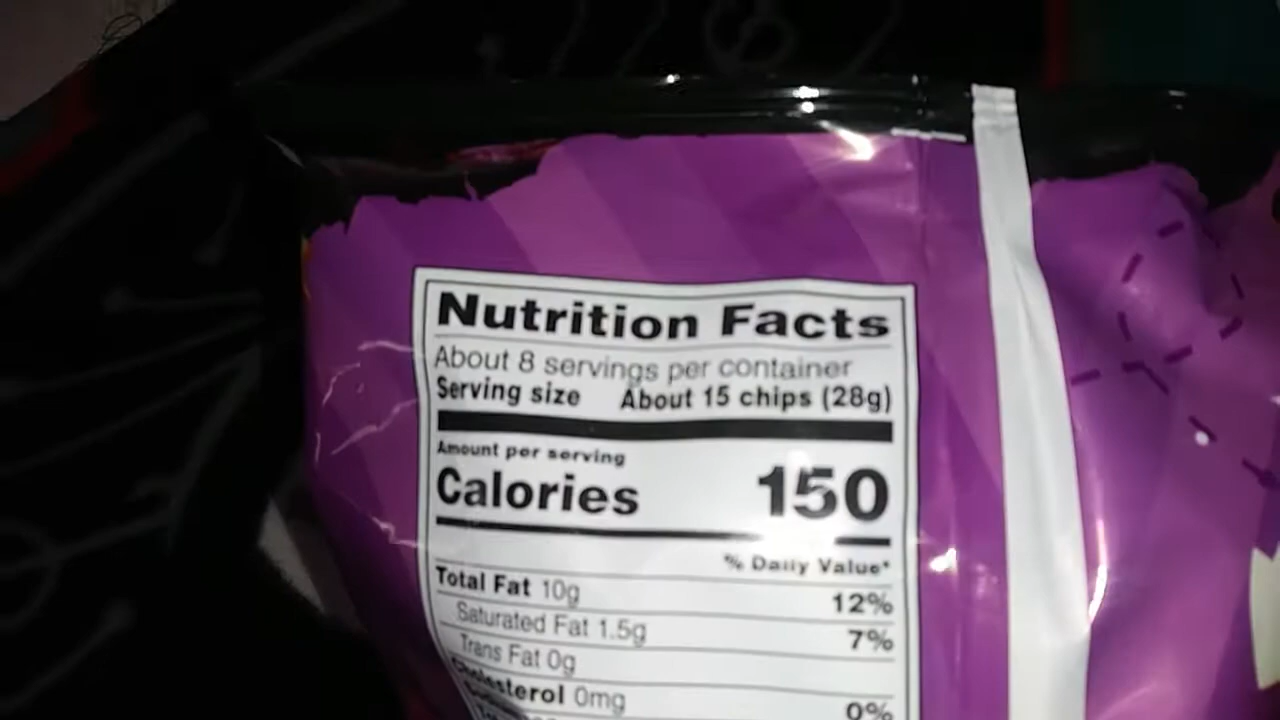 Nutrition Facts
About 8 servings per container
Serving size About 15 chips (28g)
Amount per serving
Calories 150
% Daily Value*
Total Fat 10g 12%
Saturated Fat 1.5g 7%
Trans Fat 0g
Cholesterol 0mg 0%